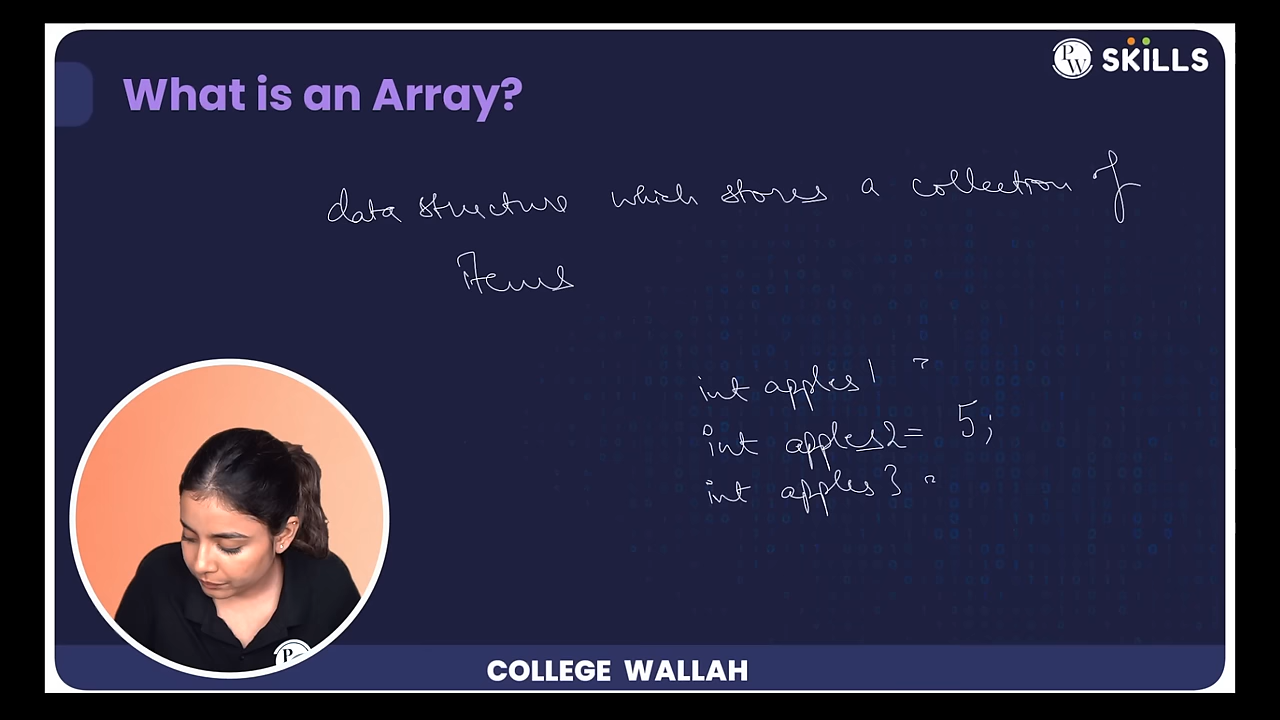 PW SKILLS
What is an Array?
data structure which stores a collection of
items
int apples1
int apples2 = 5;
int apples3
P
COLLEGE WALLAH